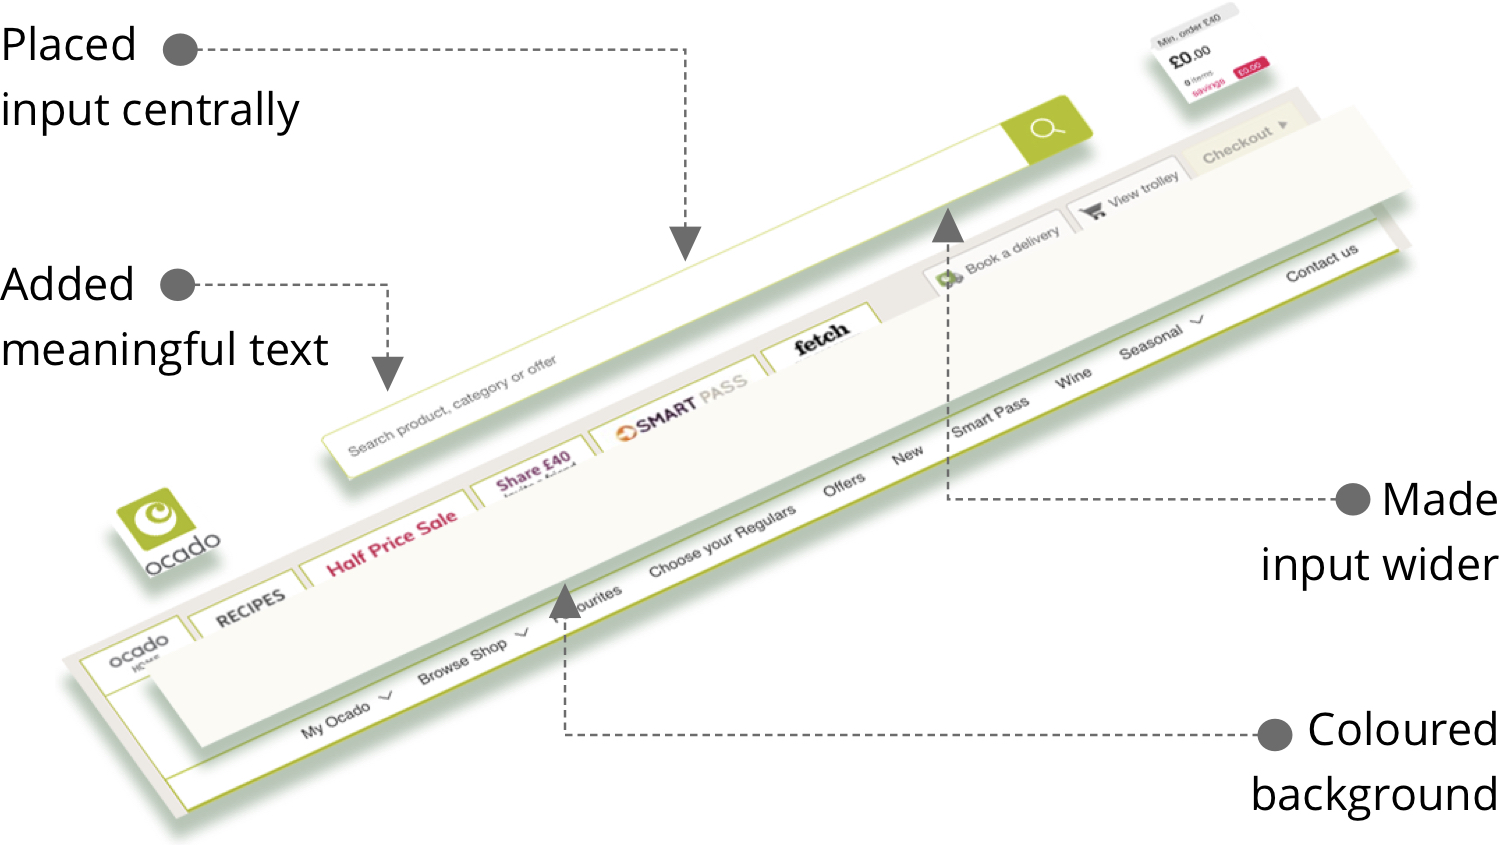 Placed
input centrally
Added
meaningful text
Min. order £40
£0.00
0 items
savings £0.00
Search product, category or offer
ocado
Checkout
View trolley
Book a delivery
fetch
SMART PASS
Share £40
Half Price Sale
RECIPES
ocado
My Ocado
Browse Shop
Choose your Regulars
Offers
New
Smart Pass
Wine
Seasonal
Contact us
Made
input wider
Coloured
background